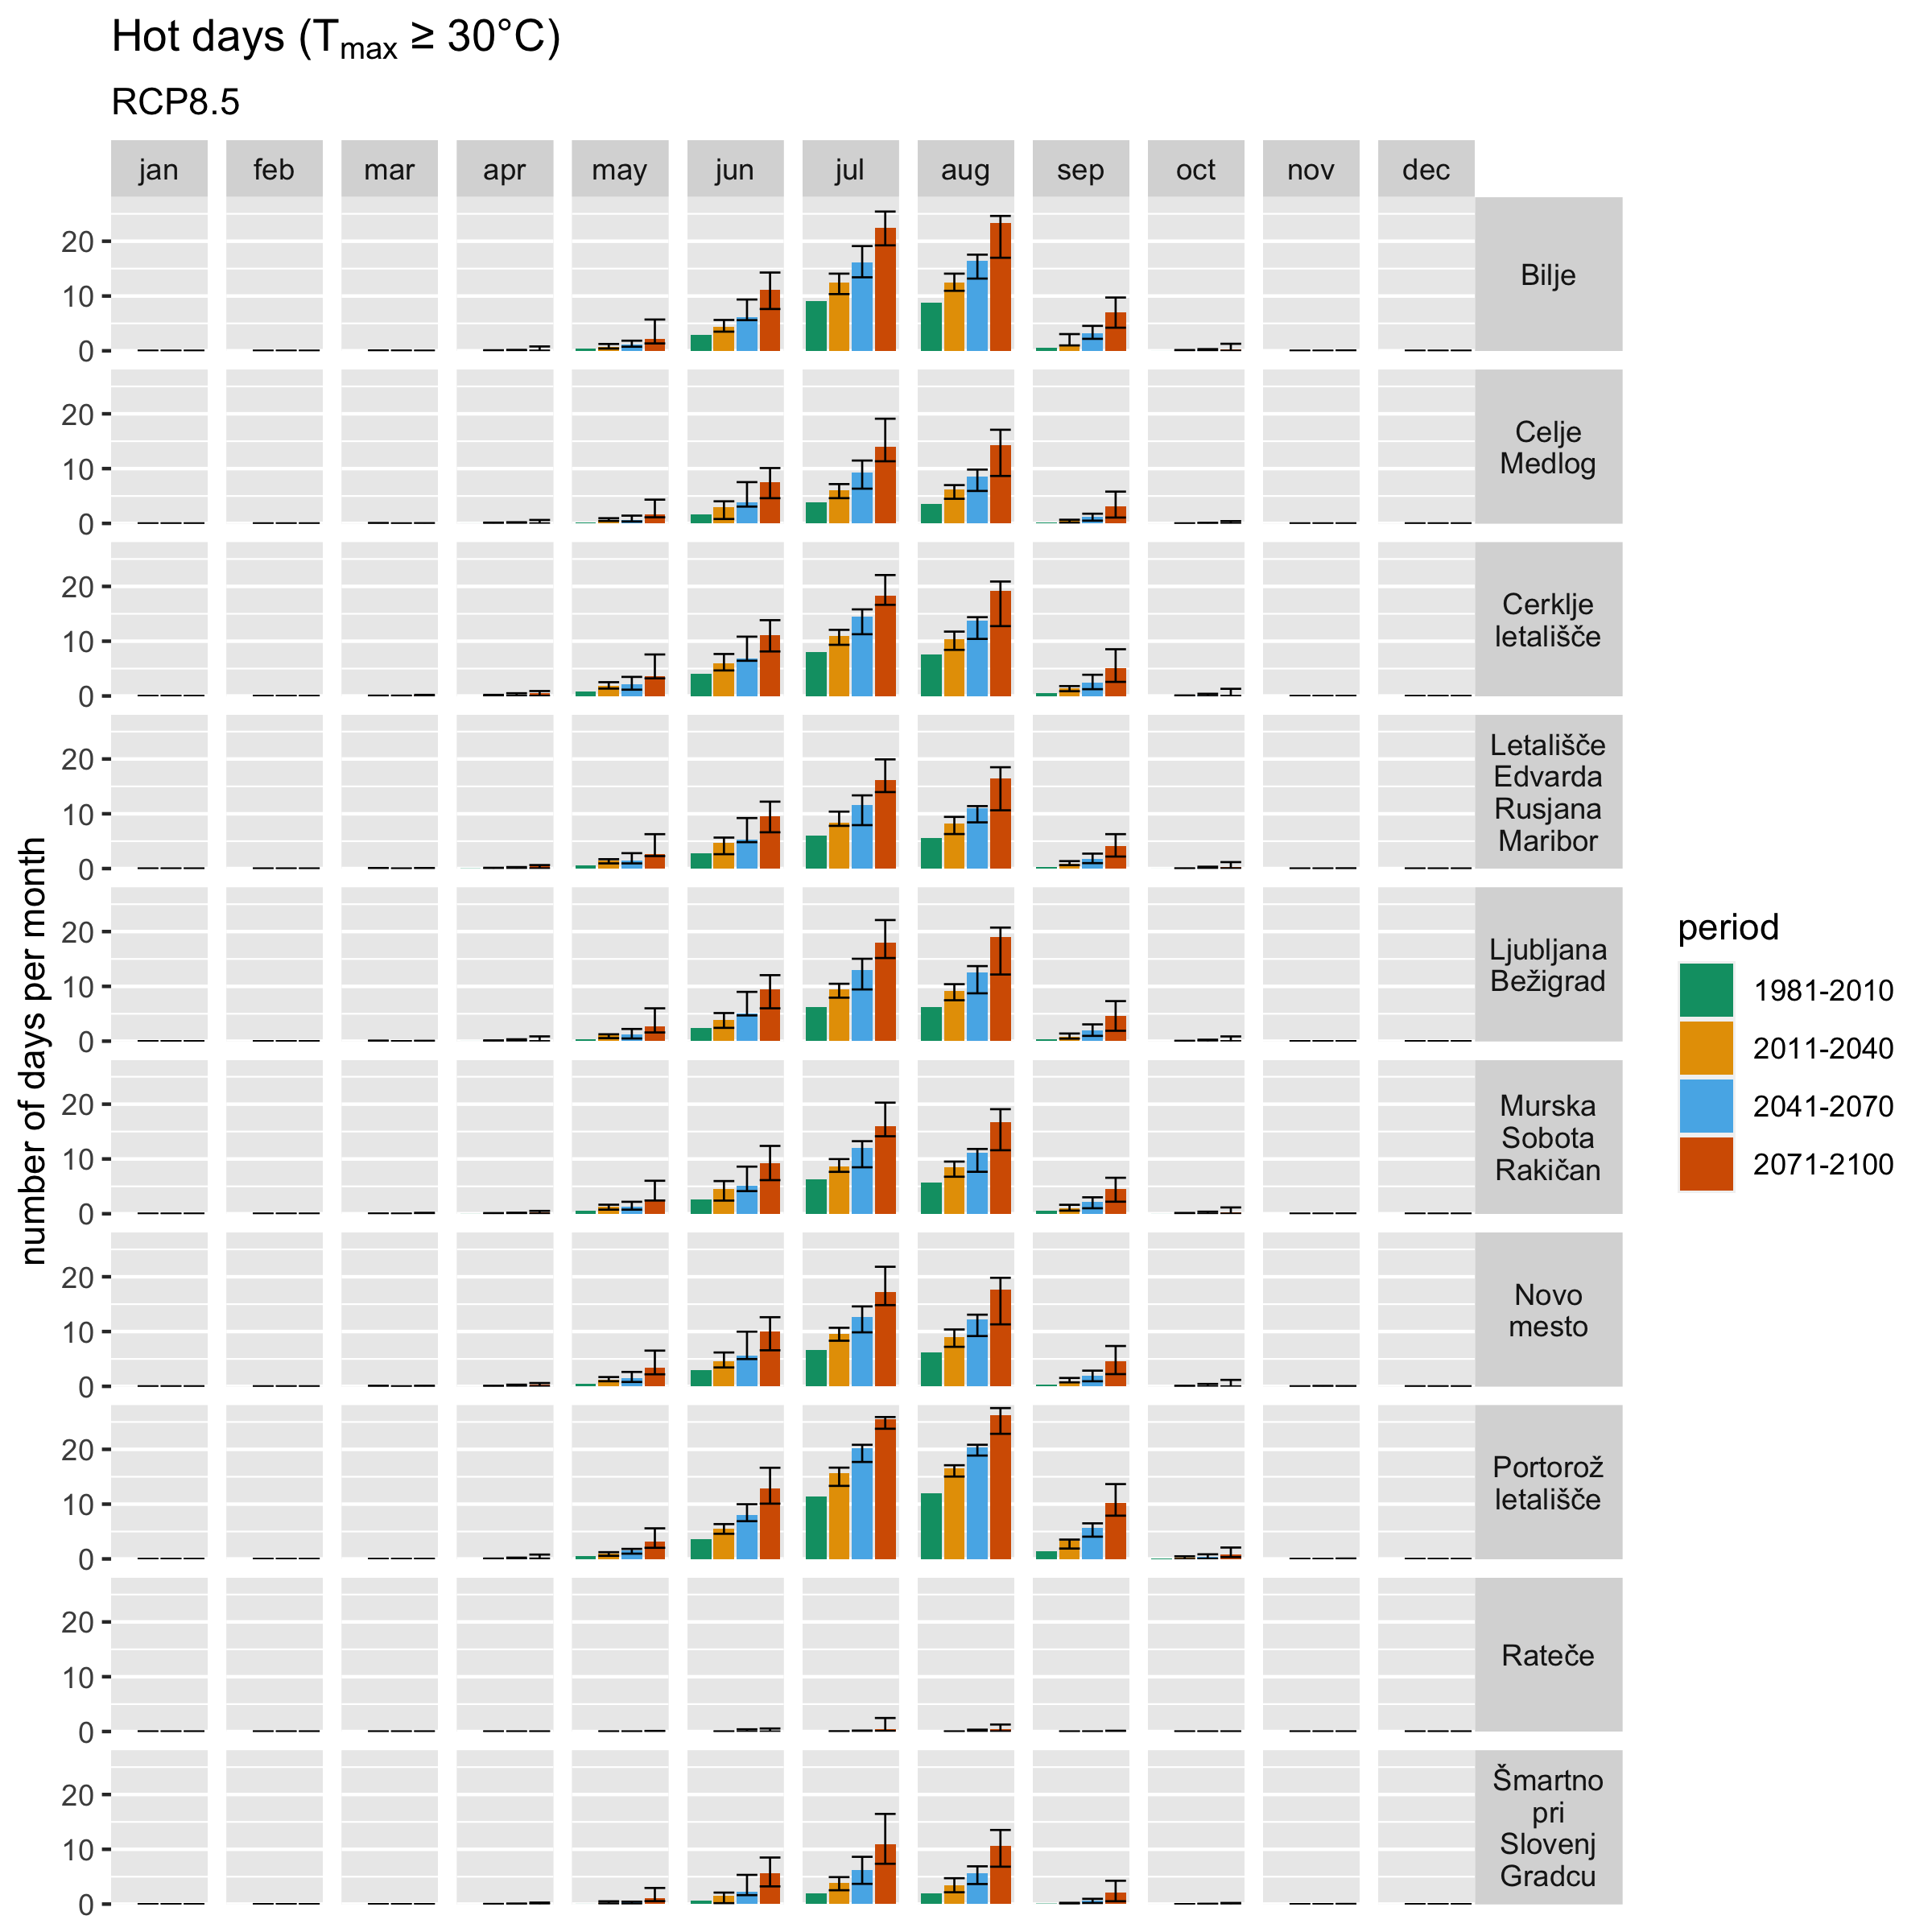 Hot days (Tmax ≥ 30°C)
RCP8.5
jan feb mar apr may jun jul aug sep oct nov dec
20
10
0
Bilje
20
10
0
Celje
Medlog
20
10
0
Cerklje
letališče
20
10
0
Letališče
Edvarda
Rusjana
Maribor
20
10
0
Ljubljana
Bežigrad
20
10
0
Murska
Sobota
Rakičan
20
10
0
Novo
mesto
20
10
0
Portorož
letališče
20
10
0
Rateče
20
10
0
Šmartno
pri
Slovenj
Gradcu
number of days per month
period
1981-2010
2011-2040
2041-2070
2071-2100